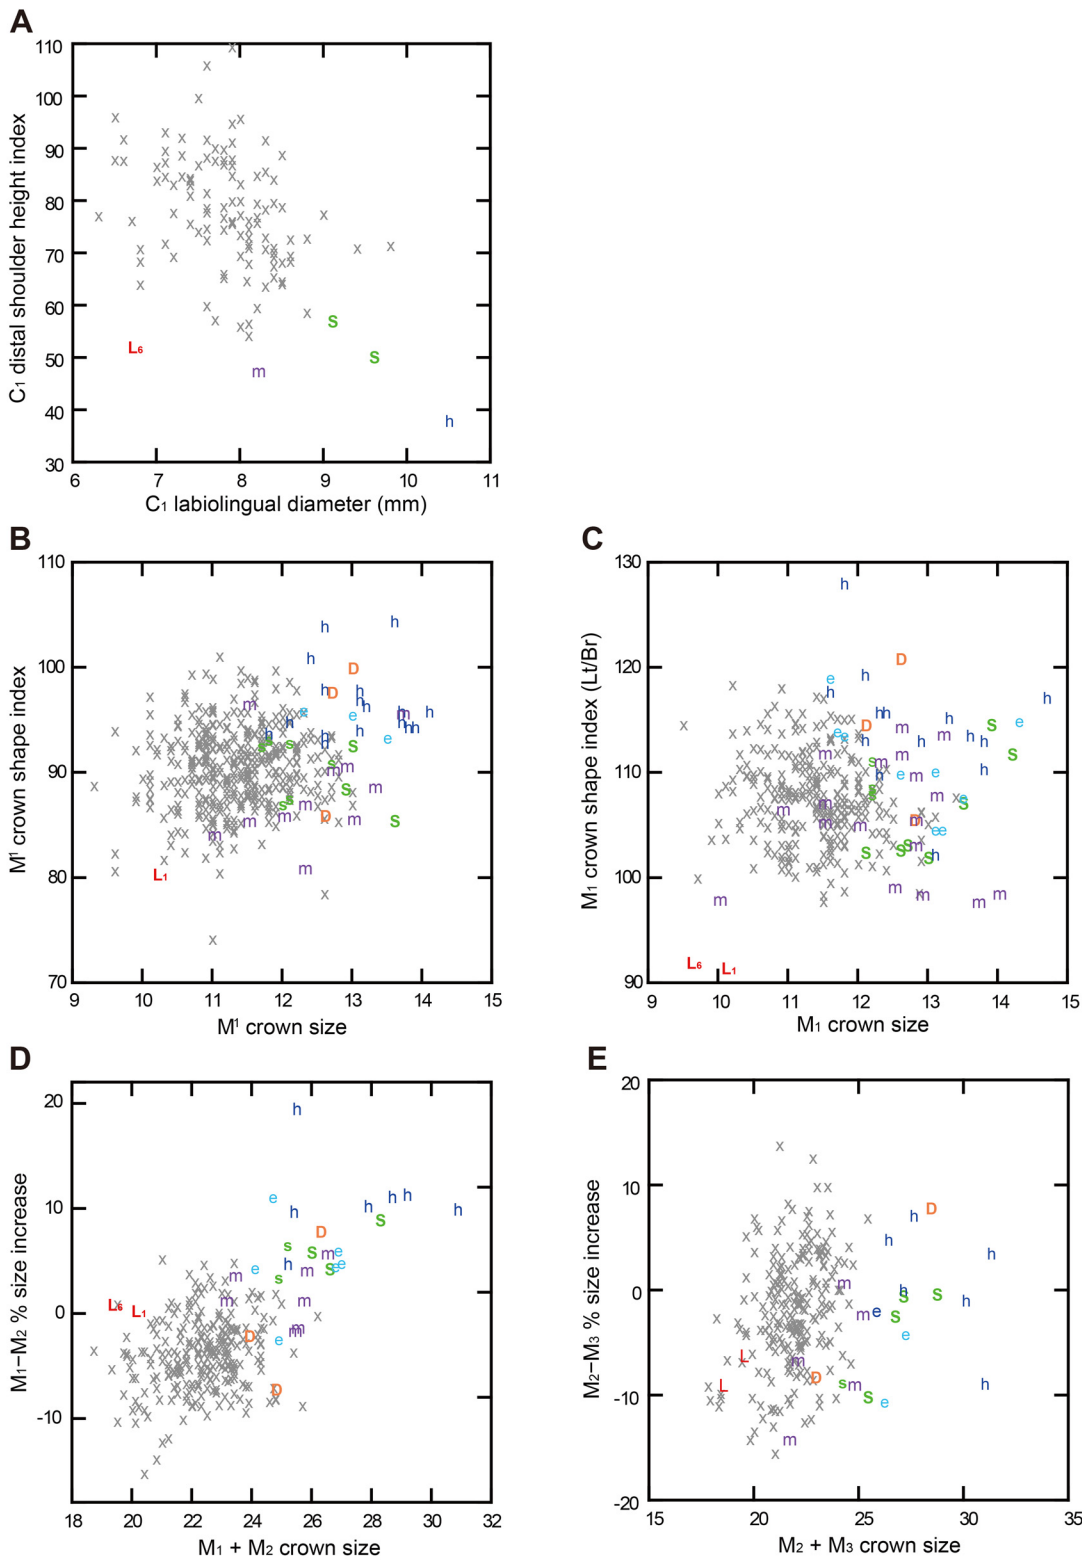 A
110
100
90
80
70
60
50
40
30
C1 distal shoulder height index
L6
m
S
S
h
6 7 8 9 10 11
C1 labiolingual diameter (mm)
B
110
100
90
80
70
M1 crown shape index
L1
9 10 11 12 13 14 15
M1 crown size
C
130
120
110
100
90
M1 crown shape index (Lt/Br)
L6 L1
9 10 11 12 13 14 15
M1 crown size
D
20
10
0
-10
M1–M2 % size increase
L6 L1
18 20 22 24 26 28 30 32
M1 + M2 crown size
E
20
10
0
-10
-20
M2–M3 % size increase
L
L
15 20 25 30 35
M2 + M3 crown size